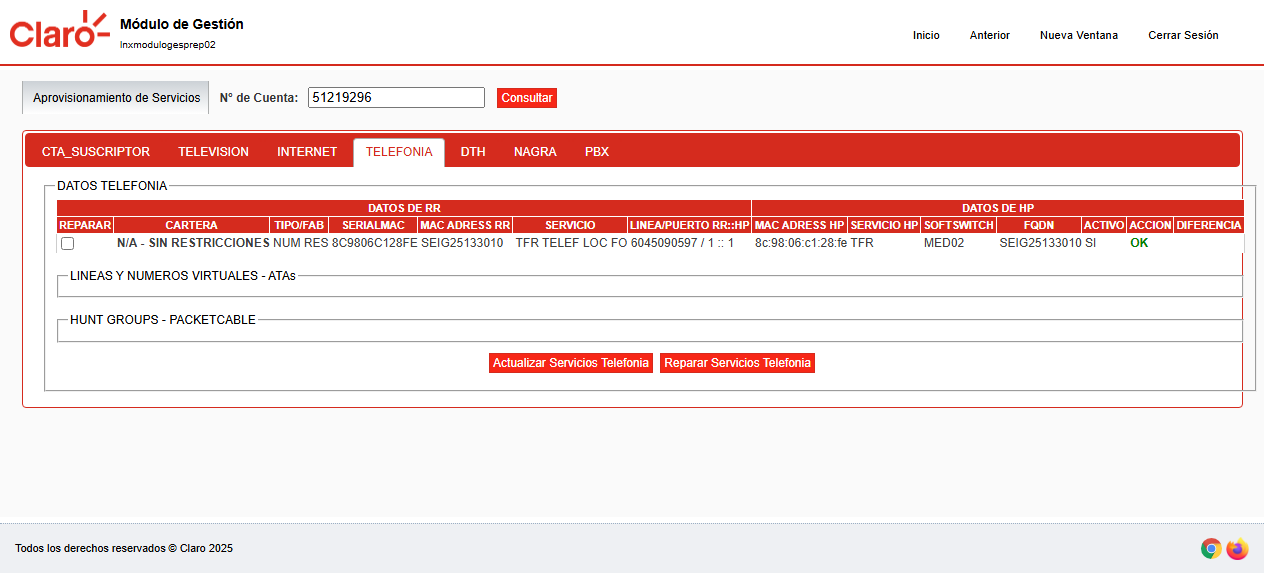 Claro Módulo de Gestión
lnxmodulogesprep02
Inicio Anterior Nueva Ventana Cerrar Sesión
Aprovisionamiento de Servicios N° de Cuenta: 51219296 Consultar
CTA_SUSCRIPTOR TELEVISION INTERNET TELEFONIA DTH NAGRA PBX
DATOS TELEFONIA
DATOS DE RR DATOS DE HP
REPARAR CARTERA TIPO/FAB SERIALMAC MAC ADRESS RR SERVICIO LINEA/PUERTO RR::HP MAC ADRESS HP SERVICIO HP SOFTSWITCH FQDN ACTIVO ACCION DIFERENCIA
N/A - SIN RESTRICCIONES NUM RES 8C9806C128FE SEIG25133010 TFR TELEF LOC FO 6045090597 / 1 :: 1 8c:98:06:c1:28:fe TFR MED02 SEIG25133010 SI OK
LINEAS Y NUMEROS VIRTUALES - ATAs
HUNT GROUPS - PACKETCABLE
Actualizar Servicios Telefonia Reparar Servicios Telefonia
Todos los derechos reservados © Claro 2025